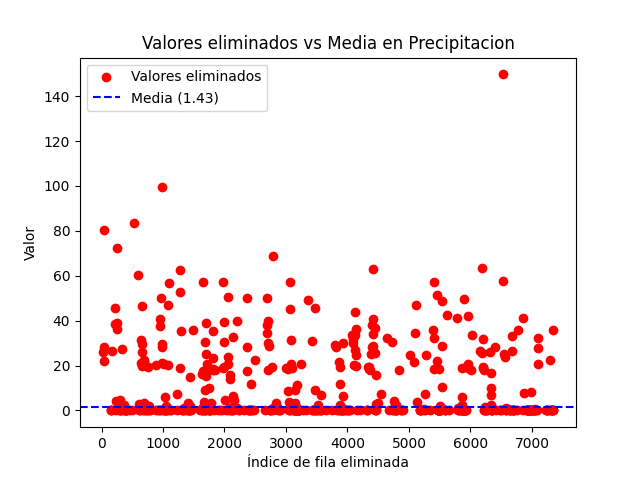 Valores eliminados vs Media en Precipitacion
Valores eliminados
Media (1.43)
Valor
140
120
100
80
60
40
20
0
0 1000 2000 3000 4000 5000 6000 7000
Índice de fila eliminada